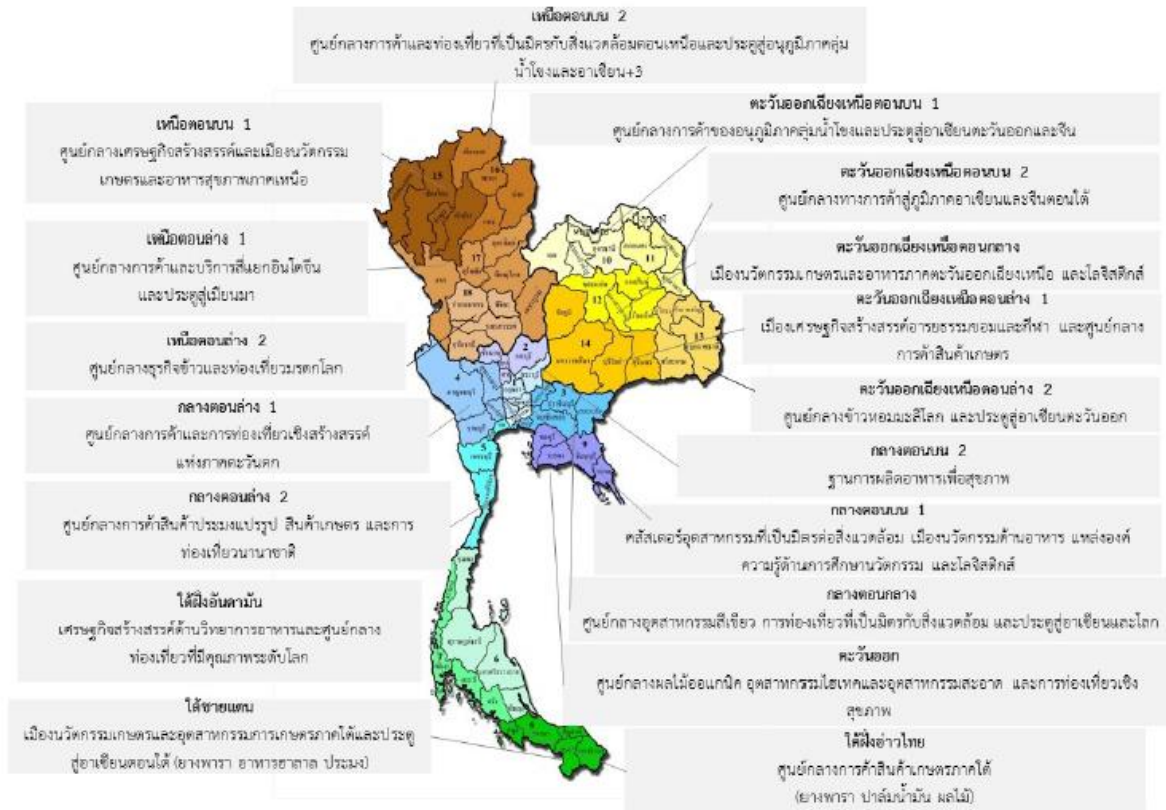 เหนือตอนบน 2
ศูนย์กลางการค้าและท่องเที่ยวที่เป็นมิตรกับสิ่งแวดล้อมตอนเหนือและประตูสู่อนุภูมิภาคลุ่ม
น้ำโขงและอาเซียน+3
เหนือตอนบน 1
ศูนย์กลางเศรษฐกิจสร้างสรรค์และเมืองนวัตกรรม
เกษตรและอาหารสุขภาพภาคเหนือ
เหนือตอนล่าง 1
ศูนย์กลางการค้าและบริการสี่แยกอินโดจีน
และประตูสู่เมียนมา
เหนือตอนล่าง 2
ศูนย์กลางธุรกิจข้าวและท่องเที่ยวมรดกโลก
กลางตอนล่าง 1
ศูนย์กลางการค้าและการท่องเที่ยวเชิงสร้างสรรค์
แห่งภาคตะวันตก
กลางตอนล่าง 2
ศูนย์กลางการค้าสินค้าประมงแปรรูป สินค้าเกษตร และการ
ท่องเที่ยวนานาชาติ
ใต้ฝั่งอันดามัน
เศรษฐกิจสร้างสรรค์ด้านวิทยาการอาหารและศูนย์กลาง
ท่องเที่ยวที่มีคุณภาพระดับโลก
ใต้ชายแดน
เมืองนวัตกรรมเกษตรและอุตสาหกรรมการเกษตรภาคใต้และประตู
สู่อาเซียนตอนใต้ (ยางพารา อาหารฮาลาล ประมง)
ตะวันออกเฉียงเหนือตอนบน 1
ศูนย์กลางการค้าของอนุภูมิภาคลุ่มน้ำโขงและประตูสู่อาเซียนตะวันออกและจีน
ตะวันออกเฉียงเหนือตอนบน 2
ศูนย์กลางทางการค้าสู่ภูมิภาคอาเซียนและจีนตอนใต้
ตะวันออกเฉียงเหนือตอนกลาง
เมืองนวัตกรรมเกษตรและอาหารภาคตะวันออกเฉียงเหนือ และโลจิสติกส์
ตะวันออกเฉียงเหนือตอนล่าง 1
เมืองเศรษฐกิจสร้างสรรค์อารยธรรมขอมและกีฬา และศูนย์กลาง
การค้าสินค้าเกษตร
ตะวันออกเฉียงเหนือตอนล่าง 2
ศูนย์กลางข้าวหอมมะลิโลก และประตูสู่อาเซียนตะวันออก
กลางตอนบน 2
ฐานการผลิตอาหารเพื่อสุขภาพ
กลางตอนบน 1
คลัสเตอร์อุตสาหกรรมที่เป็นมิตรต่อสิ่งแวดล้อม เมืองนวัตกรรมด้านอาหาร แหล่งองค์
ความรู้ด้านการศึกษานวัตกรรม และโลจิสติกส์
กลางตอนกลาง
ศูนย์กลางอุตสาหกรรมสีเขียว การท่องเที่ยวที่เป็นมิตรกับสิ่งแวดล้อม และประตูสู่อาเซียนและโลก
ตะวันออก
ศูนย์กลางผลไม้ออแกนิค อุตสาหกรรมไฮเทคและอุตสาหกรรมสะอาด และการท่องเที่ยวเชิง
สุขภาพ
ใต้ฝั่งอ่าวไทย
ศูนย์กลางการค้าสินค้าเกษตรภาคใต้
(ยางพารา ปาล์มน้ำมัน ผลไม้)
15
16
17
18
10
11
12
13
14
2
3
4
5
9
6
7